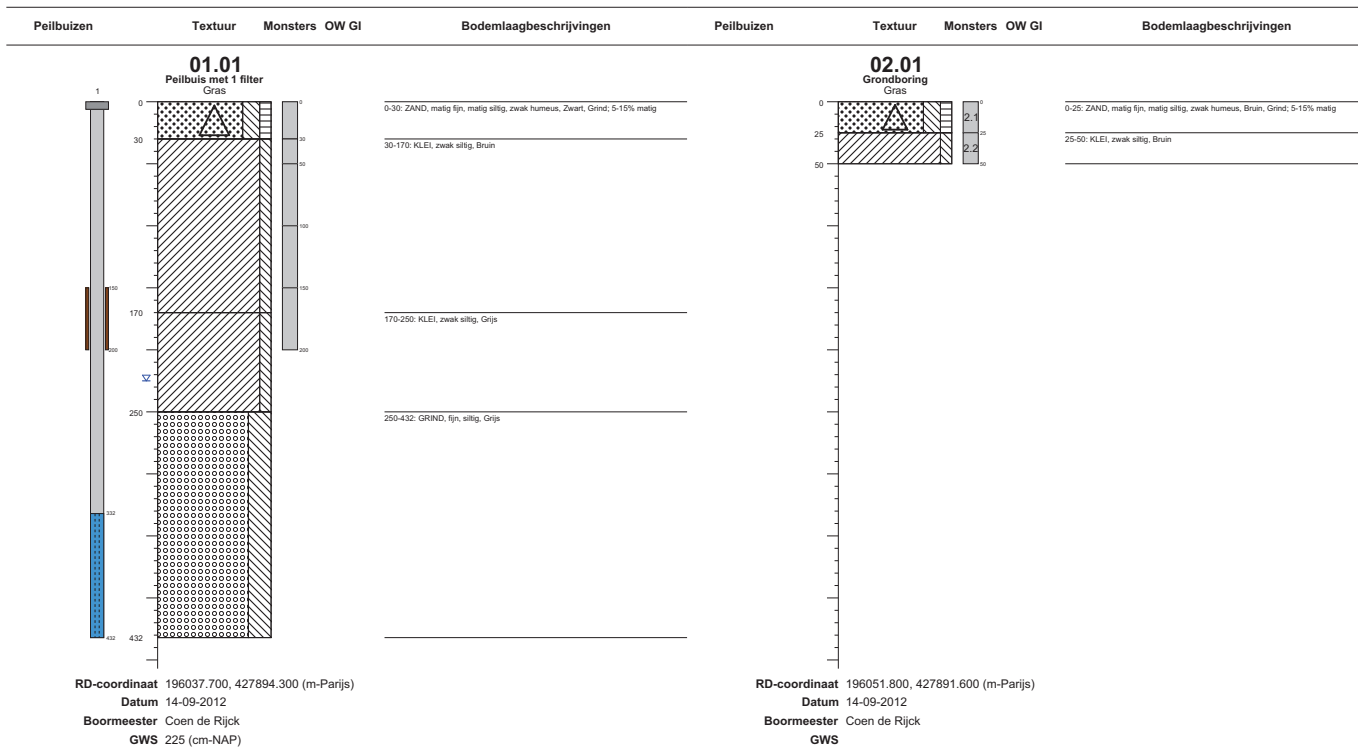 Peilbuizen Textuur Monsters OW GI Bodemlaagbeschrijvingen Peilbuizen Textuur Monsters OW GI Bodemlaagbeschrijvingen
01.01
Peilbuis met 1 filter
Gras
1
0
0
0-30: ZAND, matig fijn, matig siltig, zwak humeus, Zwart, Grind; 5-15% matig
30
30
30-170: KLEI, zwak siltig, Bruin
50
100
150
150
170
170-250: KLEI, zwak siltig, Grijs
200
200
250
250-432: GRIND, fijn, siltig, Grijs
332
432
432
RD-coordinaat 196037.700, 427894.300 (m-Parijs)
Datum 14-09-2012
Boormeester Coen de Rijck
GWS 225 (cm-NAP)
02.01
Grondboring
Gras
0
0
0-25: ZAND, matig fijn, matig siltig, zwak humeus, Bruin, Grind; 5-15% matig
2.1
25
25
25-50: KLEI, zwak siltig, Bruin
2.2
50
50
RD-coordinaat 196051.800, 427891.600 (m-Parijs)
Datum 14-09-2012
Boormeester Coen de Rijck
GWS